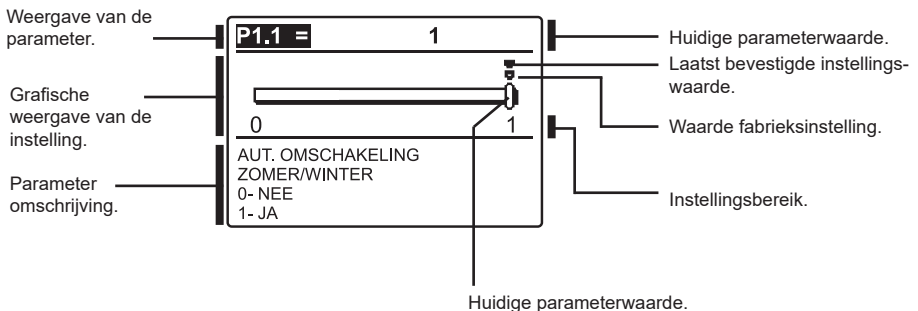 Weergave van de
parameter.
Grafische
weergave van de
instelling.
Parameter
omschrijving.
P1.1 = 1
0 1
AUT. OMSCHAKELING
ZOMER/WINTER
0- NEE
1- JA
Huidige parameterwaarde.
Laatst bevestigde instellings-
waarde.
Waarde fabrieksinstelling.
Instellingsbereik.
Huidige parameterwaarde.